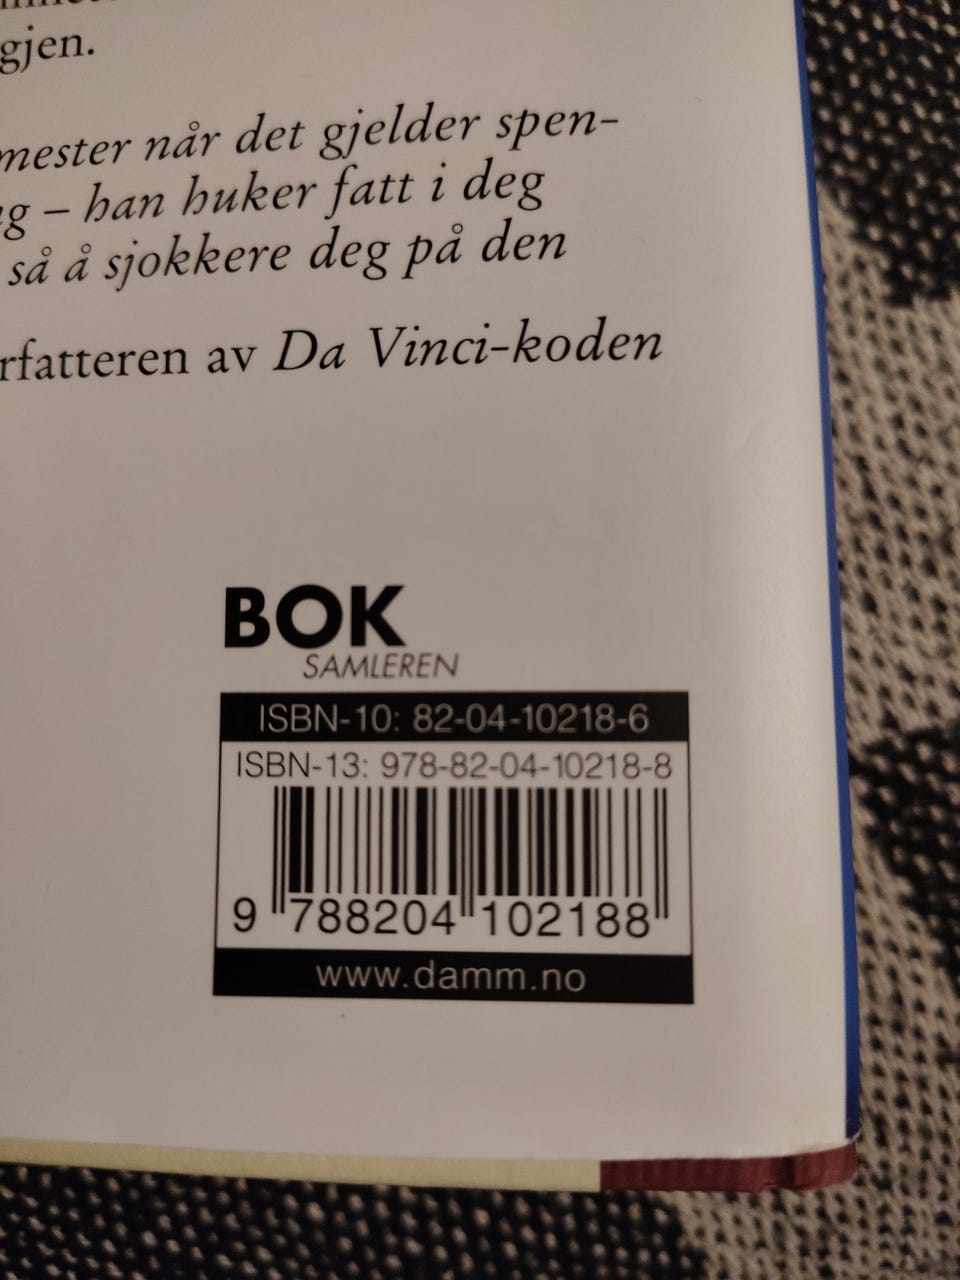 gjen.
mester når det gjelder spen-
– han huker fatt i deg
så å sjokkere deg på den
rfatteren av Da Vinci-koden
BOK
SAMLEREN
ISBN-10: 82-04-10218-6
ISBN-13: 978-82-04-10218-8
9 788204 102188
www.damm.no